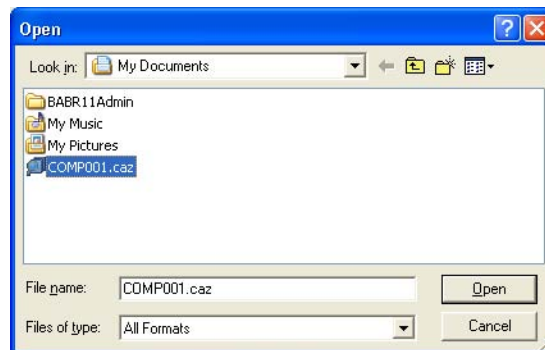 Open
Look in: My Documents
BABR11Admin
My Music
My Pictures
COMP001.caz
File name: COMP001.caz Open
Files of type: All Formats Cancel